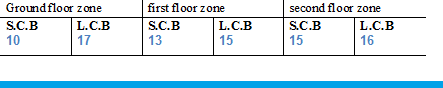 Ground floor zone first floor zone second floor zone
S.C.B L.C.B S.C.B L.C.B S.C.B L.C.B
10 17 13 15 15 16